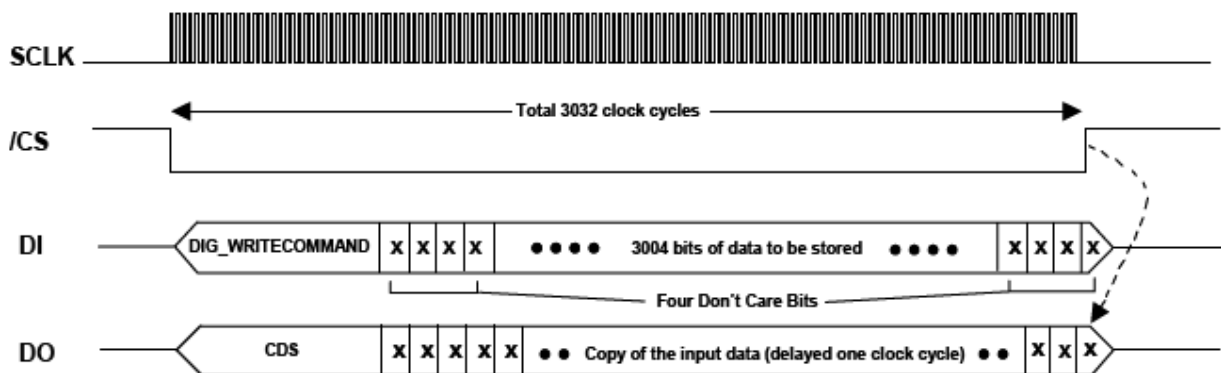 SCLK
Total 3032 clock cycles
/CS
DI DIG_WRITECOMMAND X X X X •••• 3004 bits of data to be stored •••• X X X X
Four Don't Care Bits
DO CDS X X X X X •• Copy of the input data (delayed one clock cycle) •• X X X